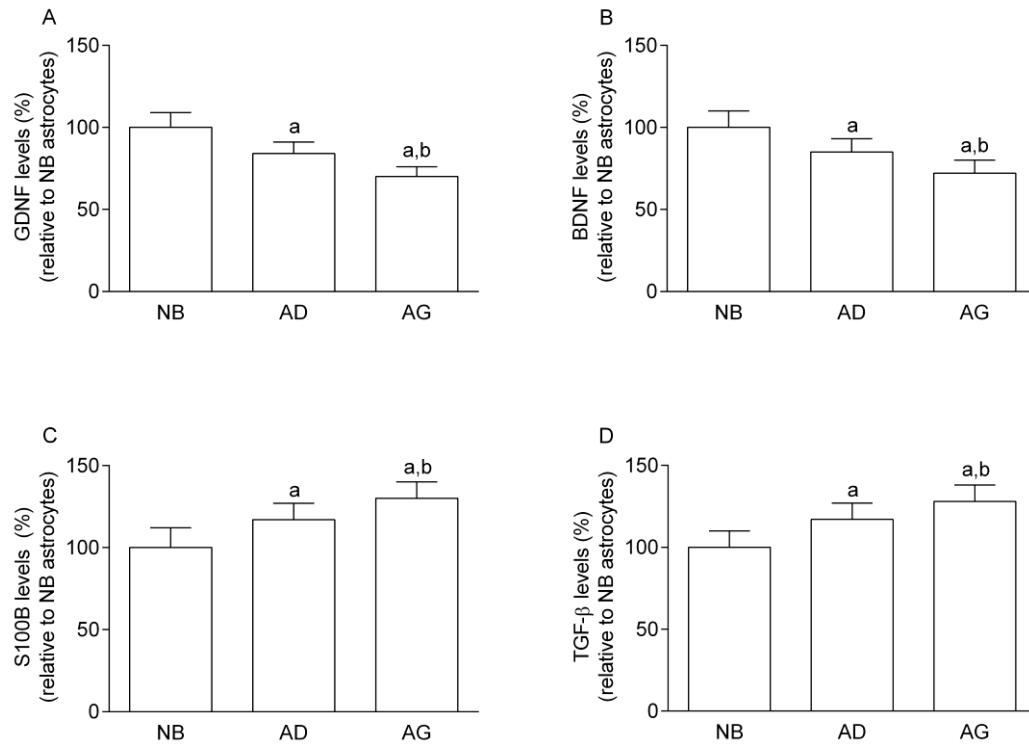 A
GDNF levels (%)
(relative to NB astrocytes)
150
100
50
0
a
a,b
NB AD AG
B
BDNF levels (%)
(relative to NB astrocytes)
150
100
50
0
a
a,b
NB AD AG
C
S100B levels (%)
(relative to NB astrocytes)
150
100
50
0
a
a,b
NB AD AG
D
TGF-β levels (%)
(relative to NB astrocytes)
150
100
50
0
a
a,b
NB AD AG